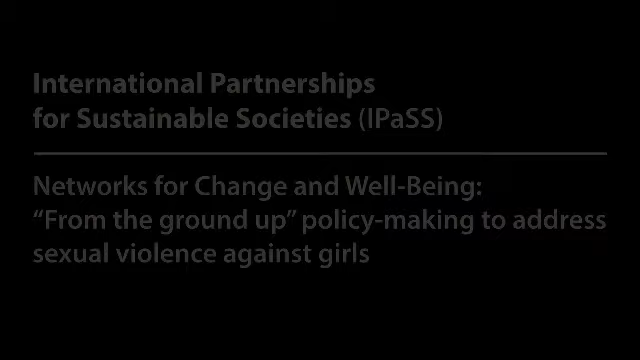 International Partnerships
for Sustainable Societies (IPaSS)
Networks for Change and Well-Being:
“From the ground up” policy-making to address
sexual violence against girls